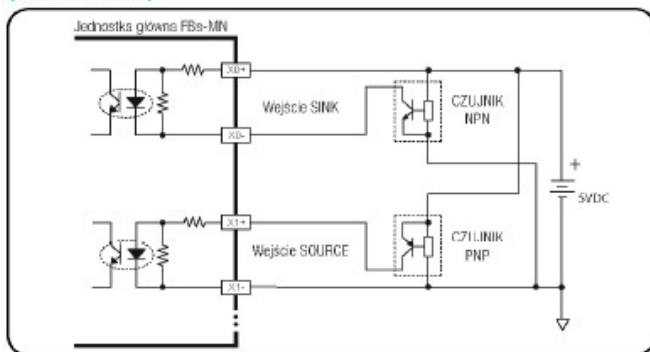 Jednostka główna FBs-MN
X0+
Wejście SINK
X0-
CZUJNIK
NPN
+
5VDC
X1+
Wejście SOURCE
X1-
CZUJNIK
PNP